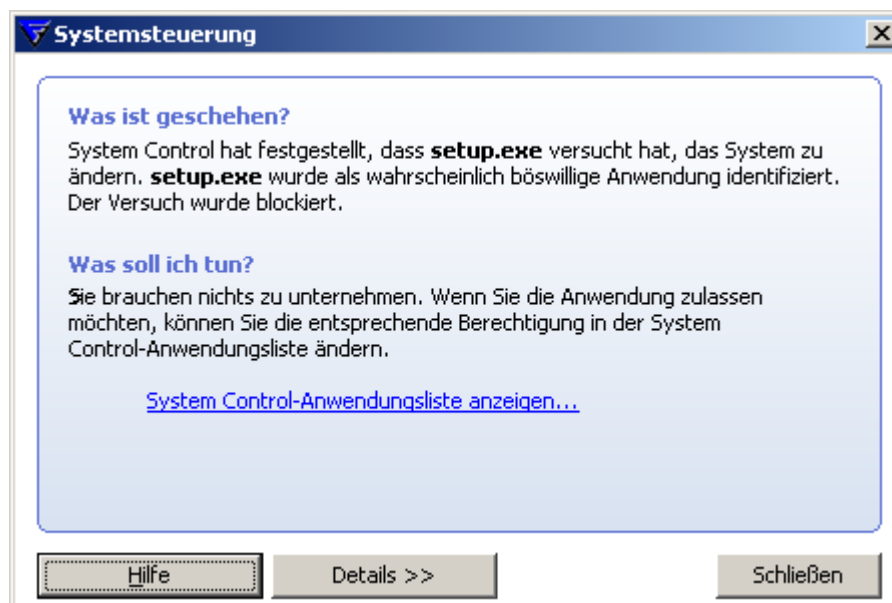 Systemsteuerung
Was ist geschehen?
System Control hat festgestellt, dass setup.exe versucht hat, das System zu
ändern. setup.exe wurde als wahrscheinlich böswillige Anwendung identifiziert.
Der Versuch wurde blockiert.
Was soll ich tun?
Sie brauchen nichts zu unternehmen. Wenn Sie die Anwendung zulassen
möchten, können Sie die entsprechende Berechtigung in der System
Control-Anwendungsliste ändern.
System Control-Anwendungsliste anzeigen...
Hilfe
Details >>
Schließen